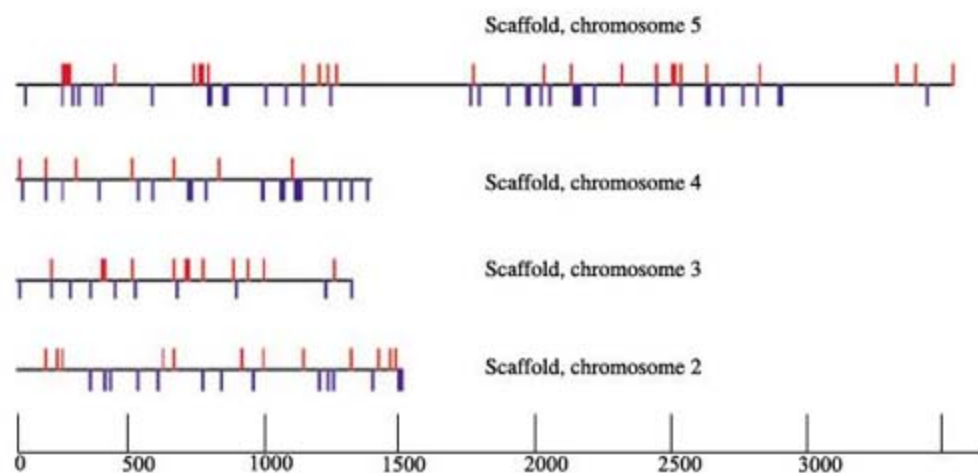 Scaffold, chromosome 5
Scaffold, chromosome 4
Scaffold, chromosome 3
Scaffold, chromosome 2
0 500 1000 1500 2000 2500 3000